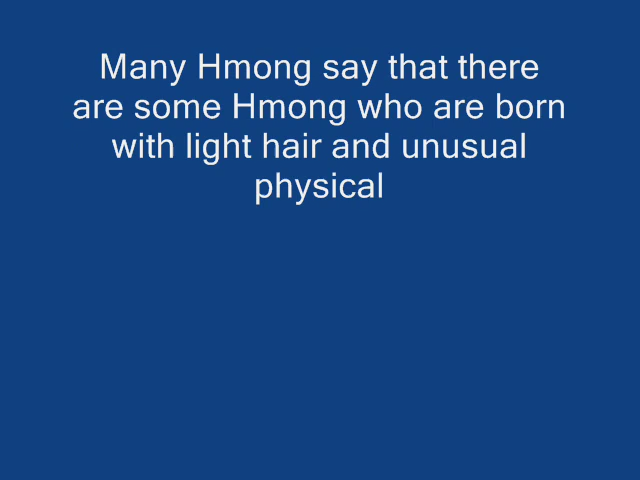 Many Hmong say that there
are some Hmong who are born
with light hair and unusual
physical